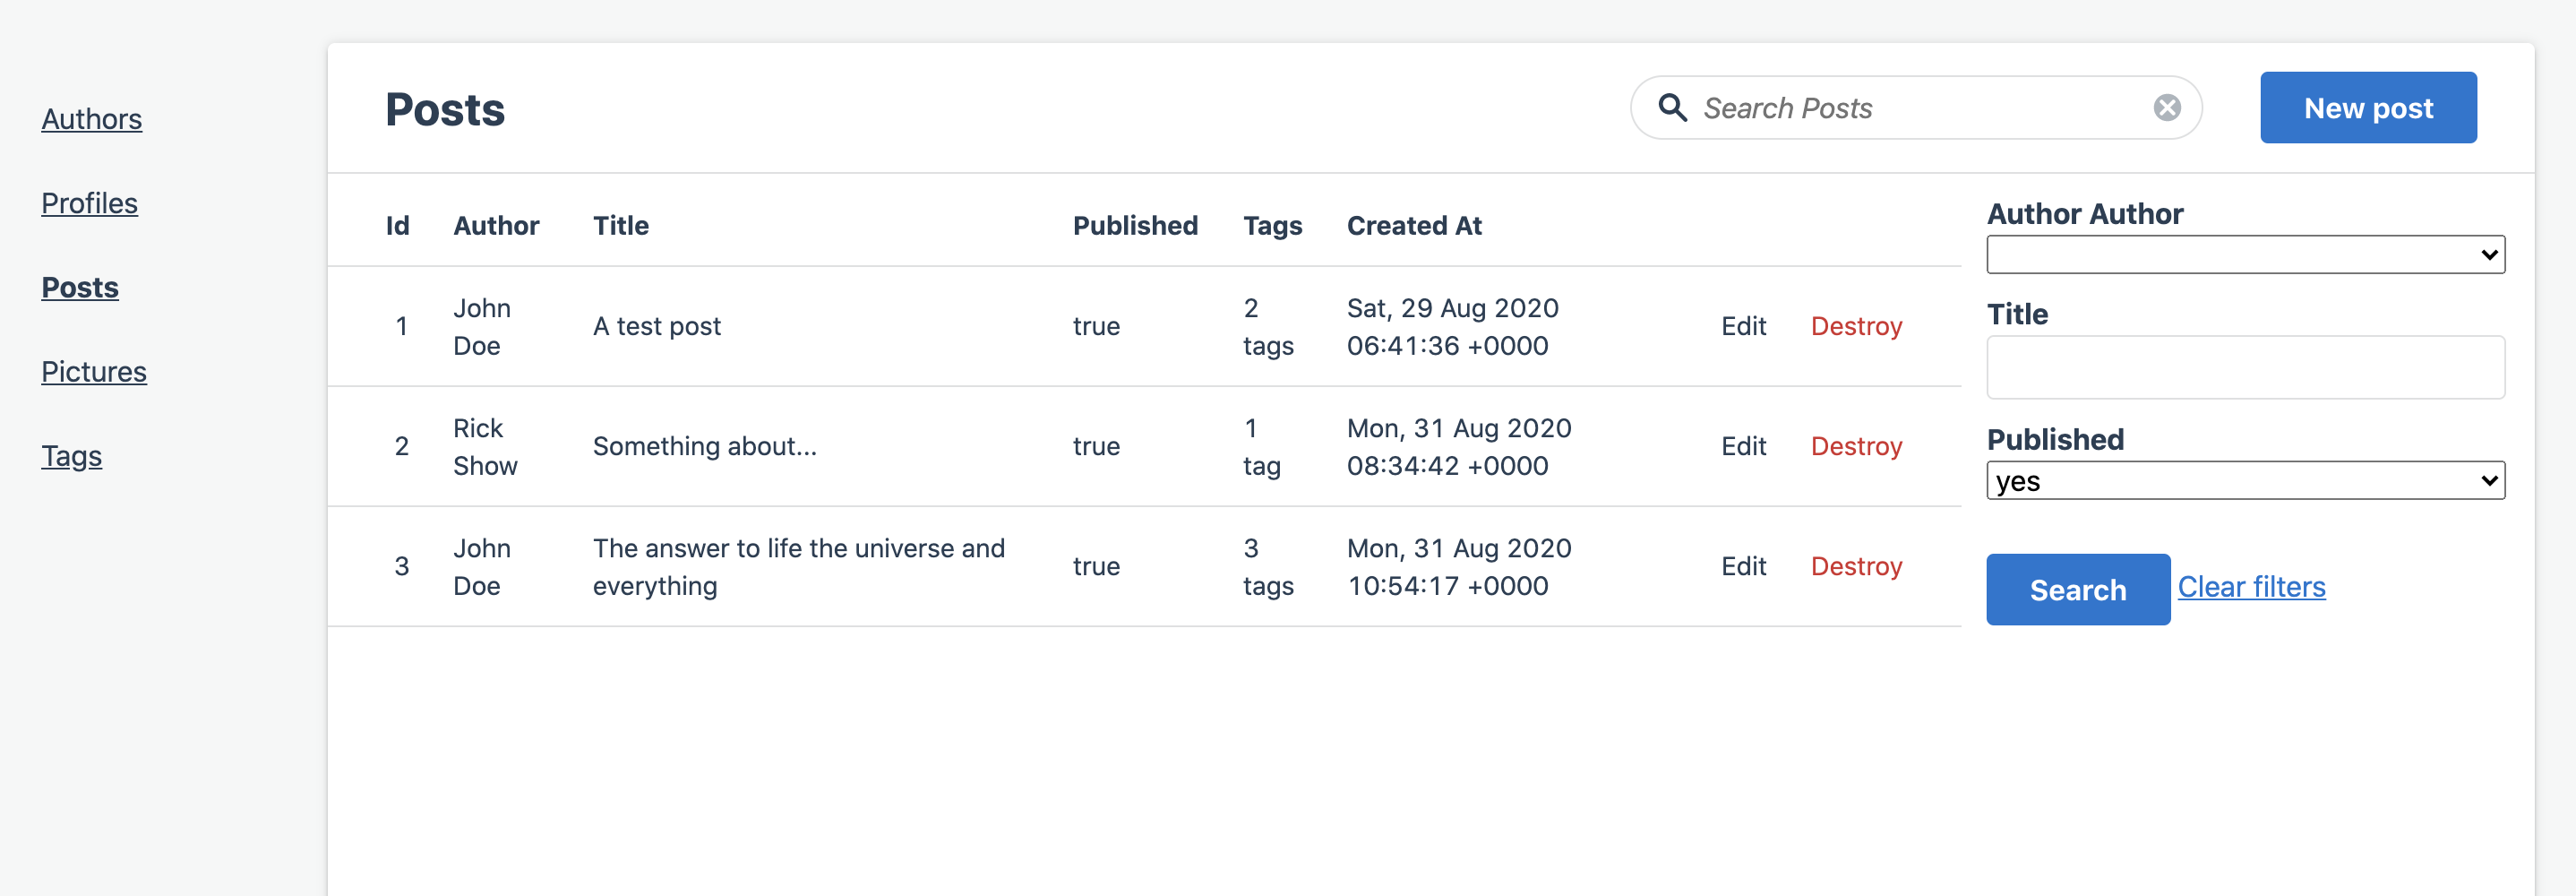 Authors
Profiles
Posts
Pictures
Tags
Posts
Search Posts
New post
Id Author Title Published Tags Created At
1 John Doe A test post true 2 tags Sat, 29 Aug 2020 06:41:36 +0000 Edit Destroy
2 Rick Show Something about... true 1 tag Mon, 31 Aug 2020 08:34:42 +0000 Edit Destroy
3 John Doe The answer to life the universe and everything true 3 tags Mon, 31 Aug 2020 10:54:17 +0000 Edit Destroy
Author Author
Title
Published
yes
Search Clear filters